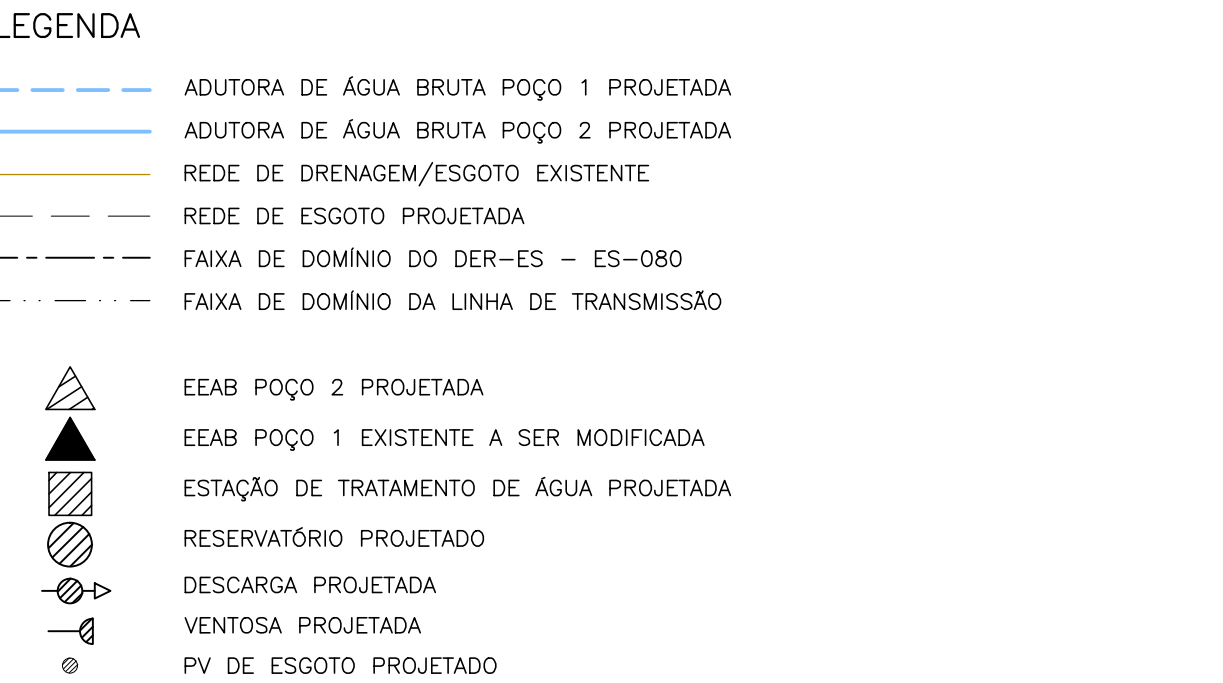 LEGENDA
ADUTORA DE ÁGUA BRUTA POÇO 1 PROJETADA
ADUTORA DE ÁGUA BRUTA POÇO 2 PROJETADA
REDE DE DRENAGEM/ESGOTO EXISTENTE
REDE DE ESGOTO PROJETADA
FAIXA DE DOMÍNIO DO DER-ES - ES-080
FAIXA DE DOMÍNIO DA LINHA DE TRANSMISSÃO
EEAB POÇO 2 PROJETADA
EEAB POÇO 1 EXISTENTE A SER MODIFICADA
ESTAÇÃO DE TRATAMENTO DE ÁGUA PROJETADA
RESERVATÓRIO PROJETADO
DESCARGA PROJETADA
VENTOSA PROJETADA
PV DE ESGOTO PROJETADO